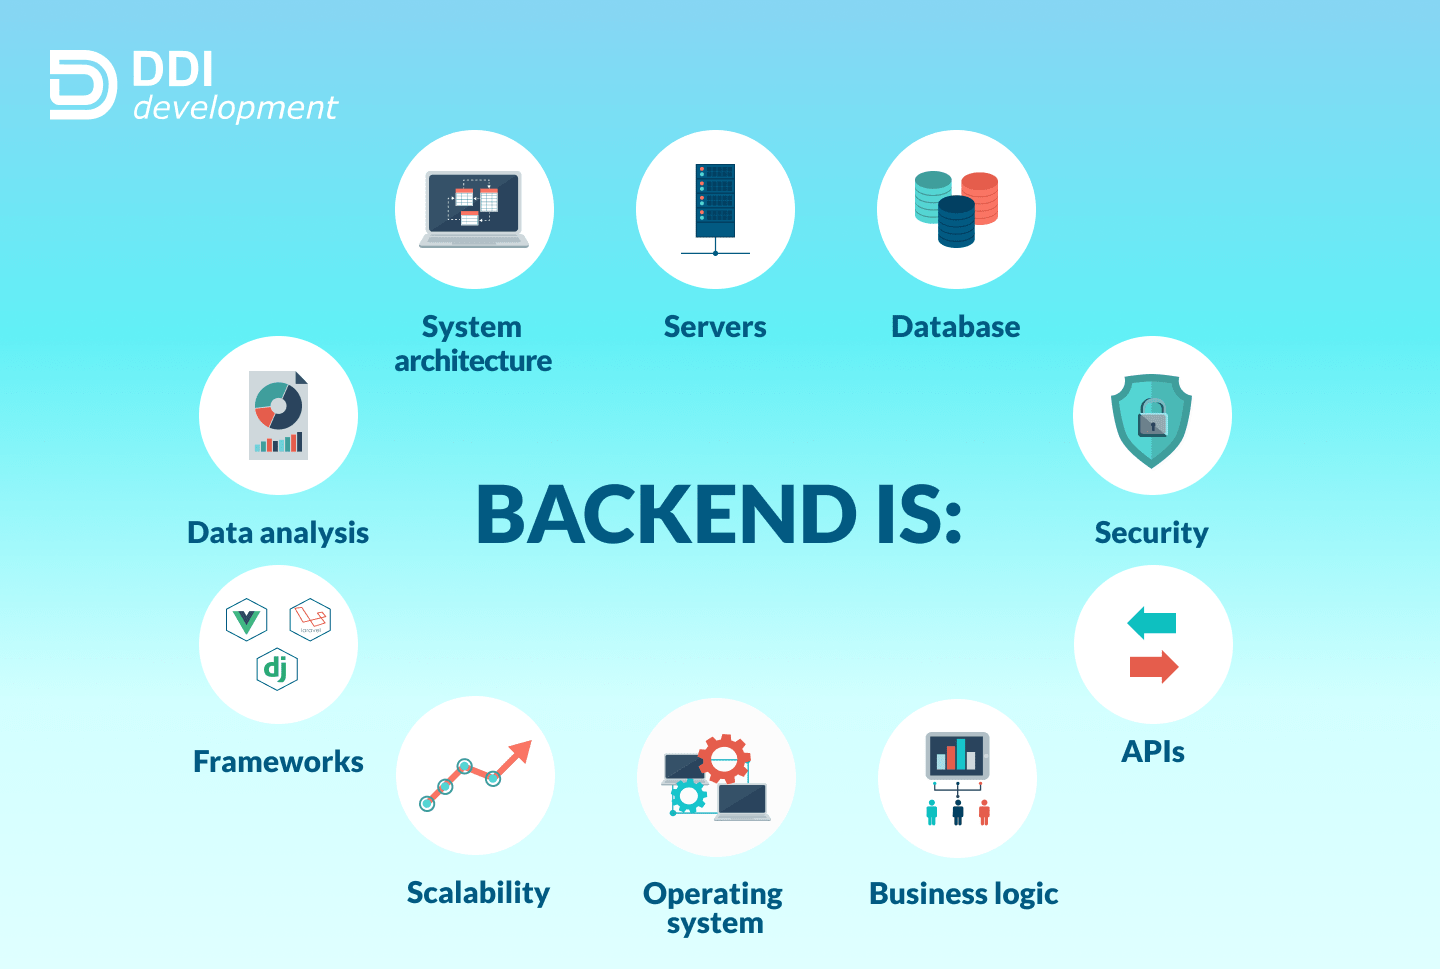 DDI
development
System
architecture
Servers
Database
Data analysis
Security
BACKEND IS:
Frameworks
laravel
dj
APIs
Scalability
Operating
system
Business logic